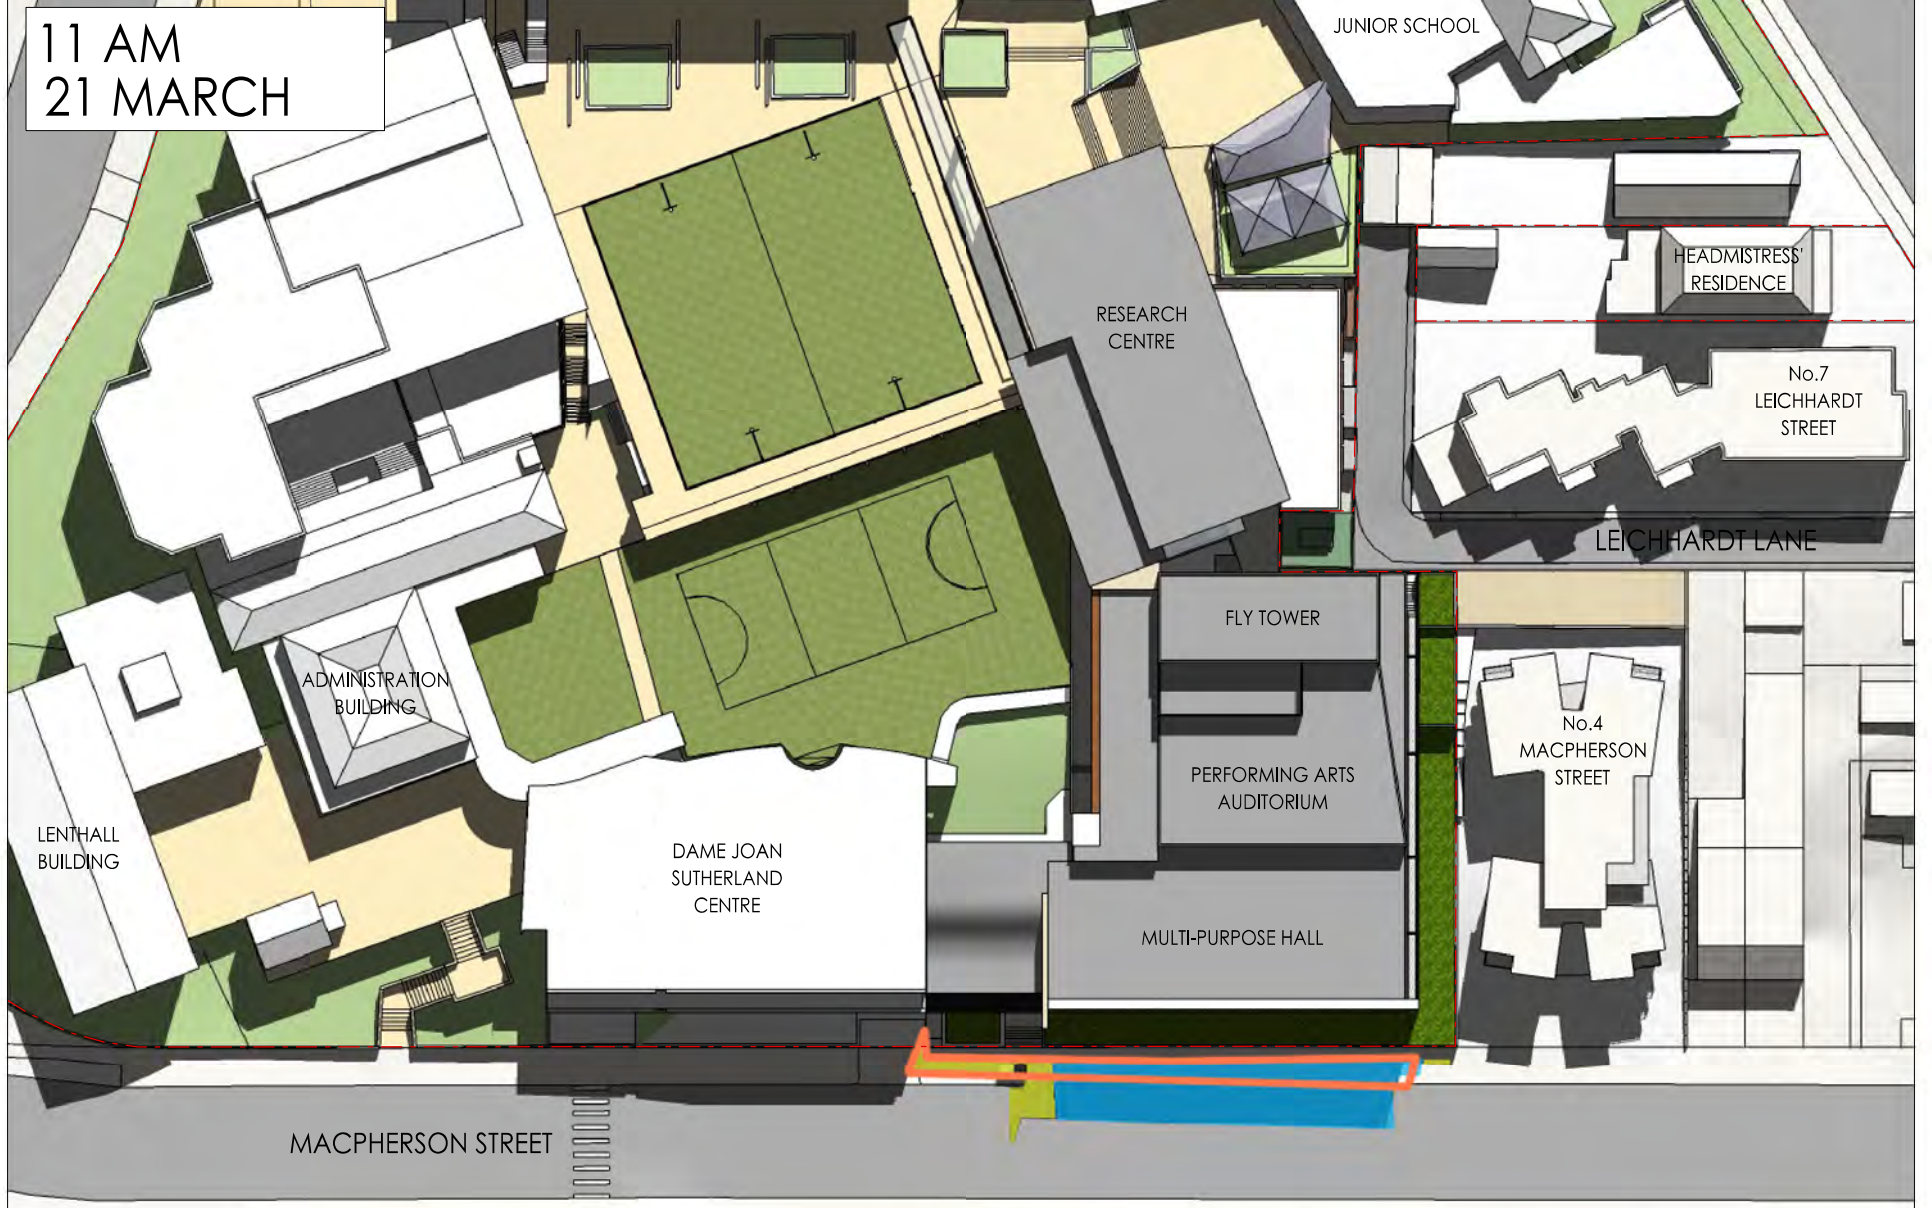 11 AM
21 MARCH
JUNIOR SCHOOL
HEADMISTRESS'
RESIDENCE
RESEARCH
CENTRE
No.7
LEICHHARDT
STREET
LEICHHARDT LANE
FLY TOWER
ADMINISTRATION
BUILDING
No.4
MACPHERSON
STREET
PERFORMING ARTS
AUDITORIUM
LENTHALL
BUILDING
DAME JOAN
SUTHERLAND
CENTRE
MULTI-PURPOSE HALL
MACPHERSON STREET